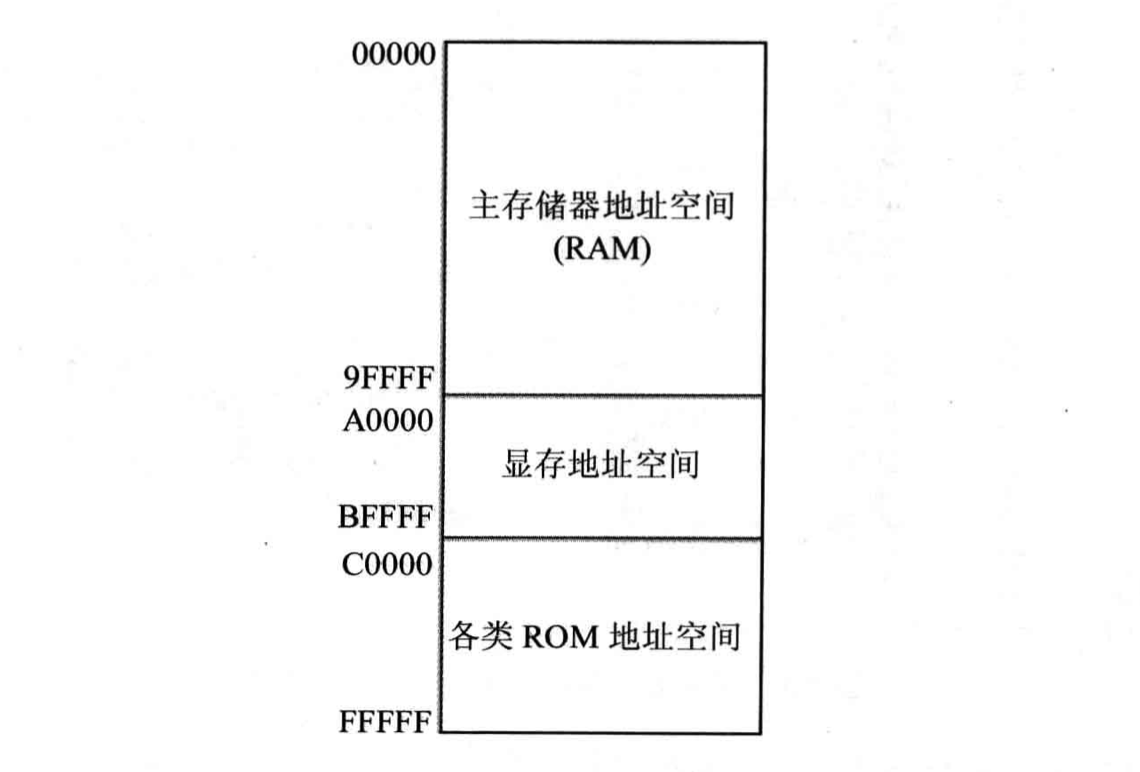 00000
主存储器地址空间
(RAM)
9FFFF
A0000
显存地址空间
BFFFF
C0000
各类 ROM 地址空间
FFFFF